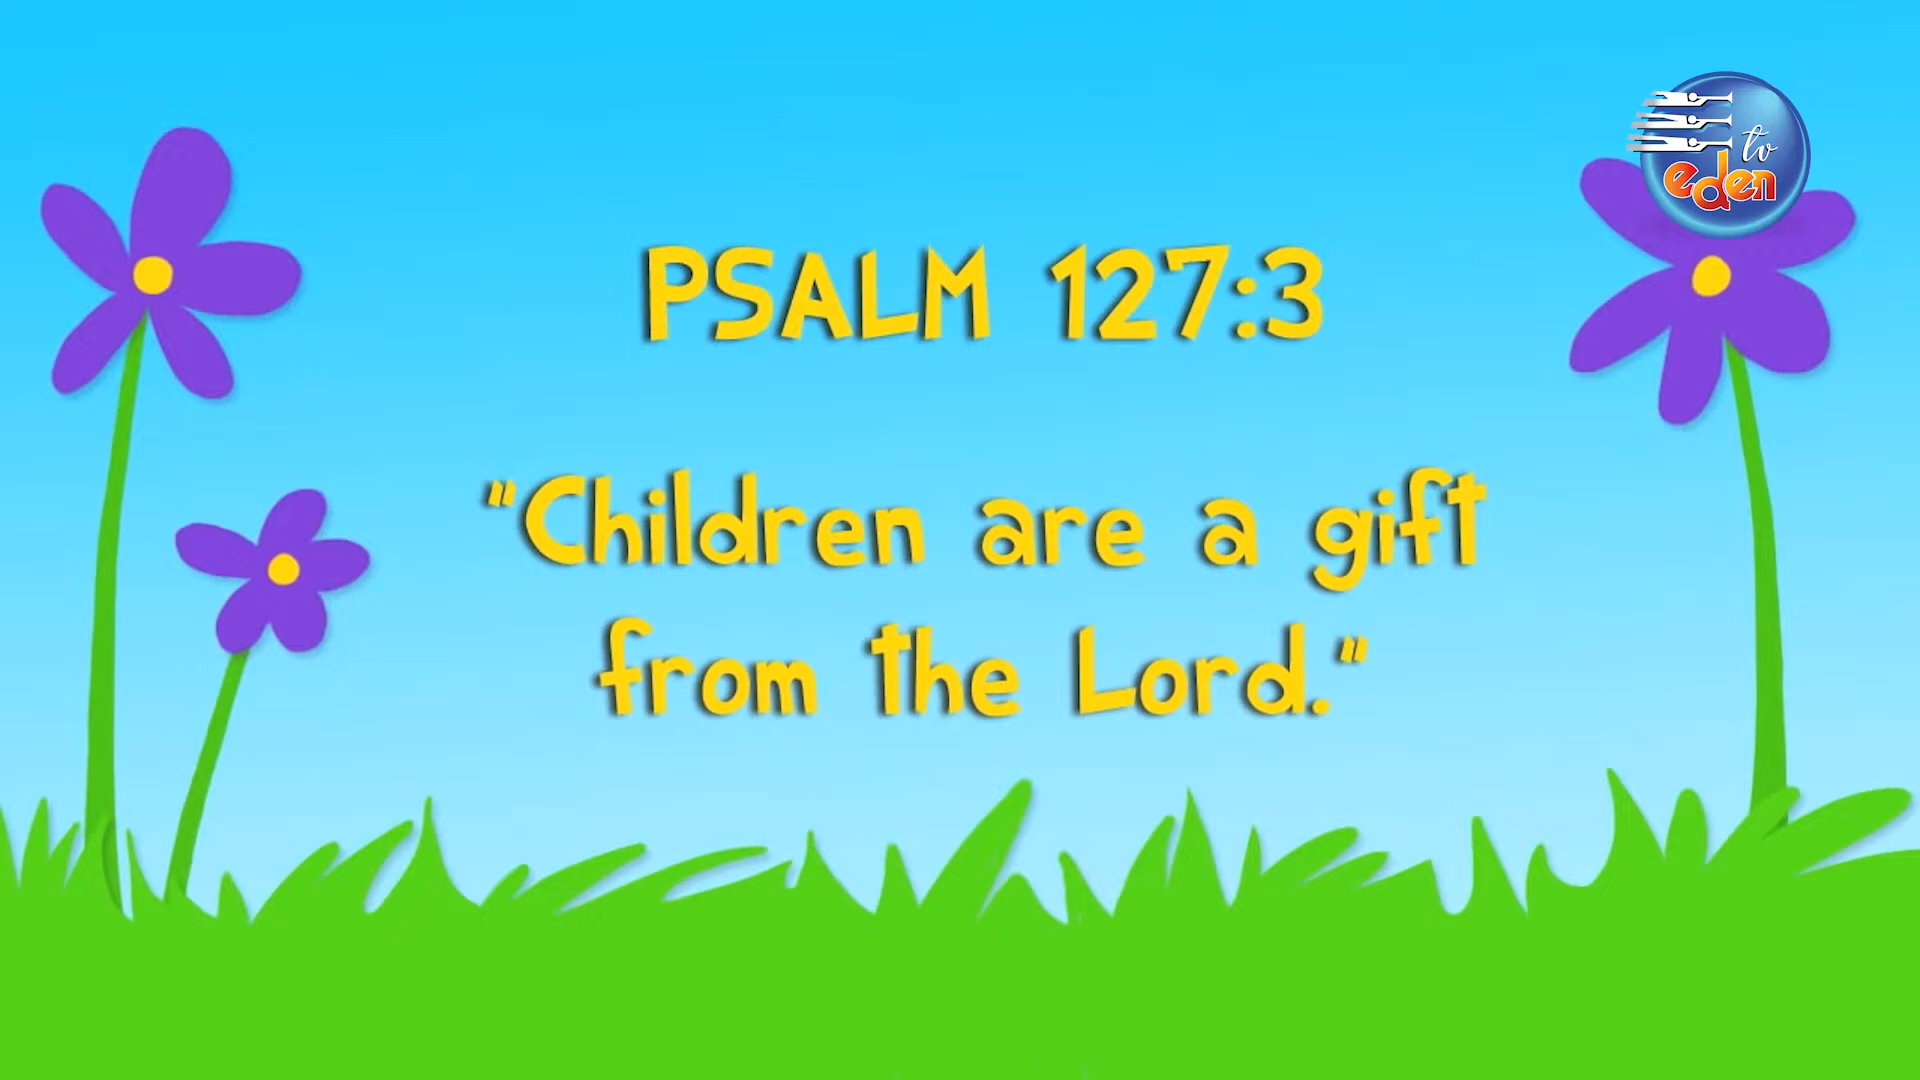 tv
eden
PSALM 127:3
"Children are a gift
from the Lord."